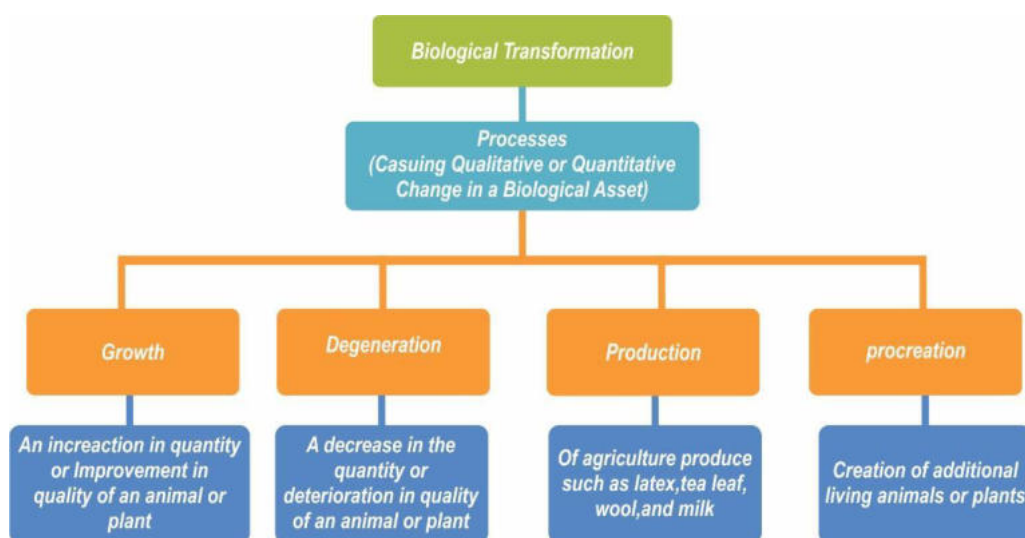 Biological Transformation
Processes
(Casuing Qualitative or Quantitative
Change in a Biological Asset)
Growth
Degeneration
Production
procreation
An increaction in quantity
or Improvement in
quality of an animal or
plant
A decrease in the
quantity or
deterioration in quality
of an animal or plant
Of agriculture produce
such as latex,tea leaf,
wool,and milk
Creation of additional
living animals or plants